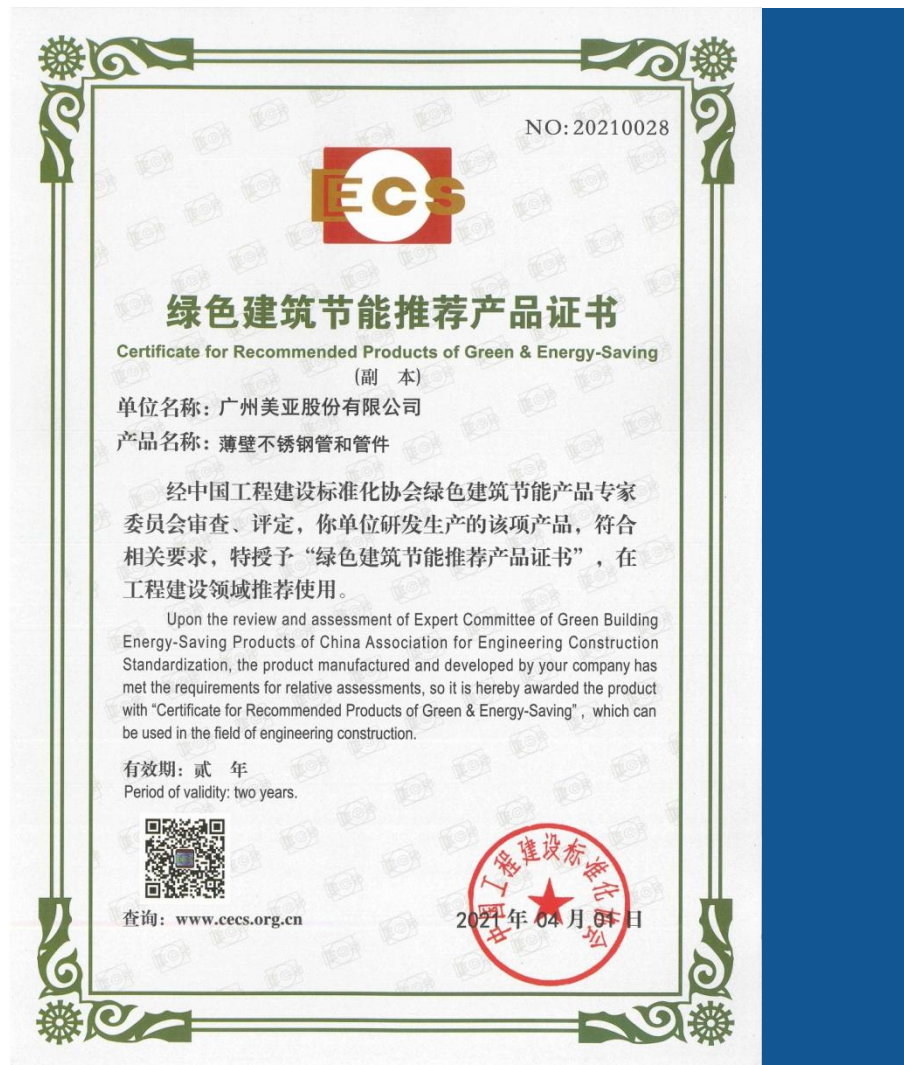 NO:20210028
ECS
绿色建筑节能推荐产品证书
Certificate for Recommended Products of Green & Energy-Saving
(副 本)
单位名称：广州美亚股份有限公司
产品名称：薄壁不锈钢管和管件
经中国工程建设标准化协会绿色建筑节能产品专家
委员会审查、评定，你单位研发生产的该项产品，符合
相关要求，特授予“绿色建筑节能推荐产品证书”，在
工程建设领域推荐使用。
Upon the review and assessment of Expert Committee of Green Building
Energy-Saving Products of China Association for Engineering Construction
Standardization, the product manufactured and developed by your company has
met the requirements for relative assessments, so it is hereby awarded the product
with “Certificate for Recommended Products of Green & Energy-Saving”, which can
be used in the field of engineering construction.
有效期：贰 年
Period of validity: two years.
查询：www.cecs.org.cn
中国工程建设标准化协会
2021年04月01日